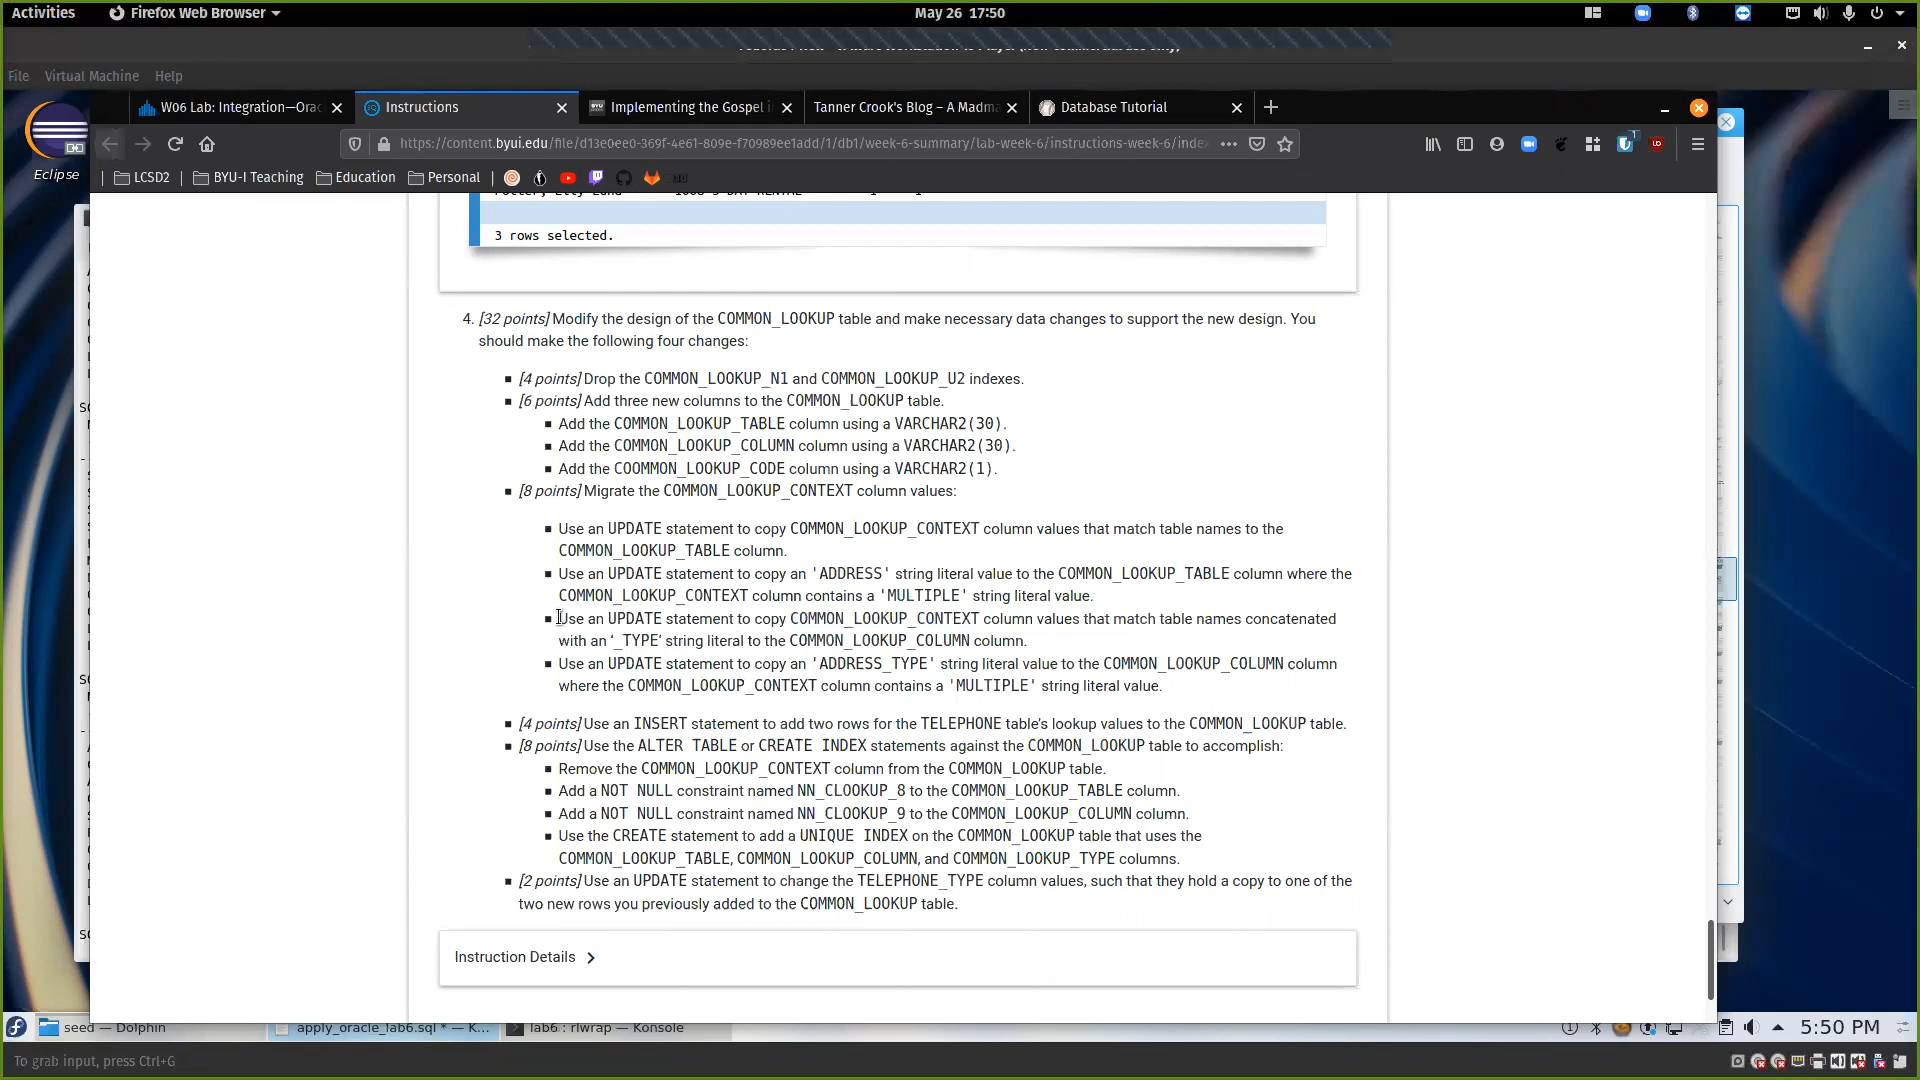 Activities
Firefox Web Browser
May 26 17:50
File
Virtual Machine
Help
W06 Lab: Integration—Orac
Instructions
Implementing the Gospel i
Tanner Crook's Blog – A Madma
Database Tutorial
https://content.byui.edu/file/d13e0ee0-369f-4e61-809e-f70989ee1add/1/db1/week-6-summary/lab-week-6/instructions-week-6/index
Eclipse
LCSD2
BYU-I Teaching
Education
Personal
3 rows selected.
4. [32 points] Modify the design of the COMMON_LOOKUP table and make necessary data changes to support the new design. You
should make the following four changes:
[4 points] Drop the COMMON_LOOKUP_N1 and COMMON_LOOKUP_U2 indexes.
[6 points] Add three new columns to the COMMON_LOOKUP table.
Add the COMMON_LOOKUP_TABLE column using a VARCHAR2(30).
Add the COMMON_LOOKUP_COLUMN column using a VARCHAR2(30).
Add the COOMMON_LOOKUP_CODE column using a VARCHAR2(1).
[8 points] Migrate the COMMON_LOOKUP_CONTEXT column values:
Use an UPDATE statement to copy COMMON_LOOKUP_CONTEXT column values that match table names to the
COMMON_LOOKUP_TABLE column.
Use an UPDATE statement to copy an 'ADDRESS' string literal value to the COMMON_LOOKUP_TABLE column where the
COMMON_LOOKUP_CONTEXT column contains a 'MULTIPLE' string literal value.
Use an UPDATE statement to copy COMMON_LOOKUP_CONTEXT column values that match table names concatenated
with an ‘_TYPE‘ string literal to the COMMON_LOOKUP_COLUMN column.
Use an UPDATE statement to copy an 'ADDRESS_TYPE' string literal value to the COMMON_LOOKUP_COLUMN column
where the COMMON_LOOKUP_CONTEXT column contains a 'MULTIPLE' string literal value.
[4 points] Use an INSERT statement to add two rows for the TELEPHONE table's lookup values to the COMMON_LOOKUP table.
[8 points] Use the ALTER TABLE or CREATE INDEX statements against the COMMON_LOOKUP table to accomplish:
Remove the COMMON_LOOKUP_CONTEXT column from the COMMON_LOOKUP table.
Add a NOT NULL constraint named NN_CLOOKUP_8 to the COMMON_LOOKUP_TABLE column.
Add a NOT NULL constraint named NN_CLOOKUP_9 to the COMMON_LOOKUP_COLUMN column.
Use the CREATE statement to add a UNIQUE INDEX on the COMMON_LOOKUP table that uses the
COMMON_LOOKUP_TABLE, COMMON_LOOKUP_COLUMN, and COMMON_LOOKUP_TYPE columns.
[2 points] Use an UPDATE statement to change the TELEPHONE_TYPE column values, such that they hold a copy to one of the
two new rows you previously added to the COMMON_LOOKUP table.
Instruction Details
seed — Dolphin
apply_oracle_lab6.sql * — K...
lab6 : rlwrap — Konsole
5:50 PM
To grab input, press Ctrl+G